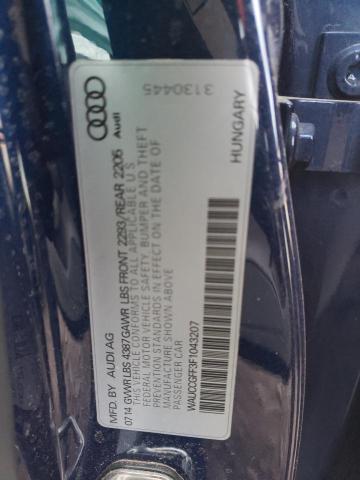 3130445
Audi
HUNGARY
MFD. BY AUDI AG
0714 GVWR LBS 4387 GAWR LBS FRONT 2293/REAR 2205
THIS VEHICLE CONFORMS TO ALL APPLICABLE U S
FEDERAL MOTOR VEHICLE SAFETY, BUMPER AND THEFT
PREVENTION STANDARDS IN EFFECT ON THE DATE OF
MANUFACTURE SHOWN ABOVE.
PASSENGER CAR
WAUCCGFF3F1043207